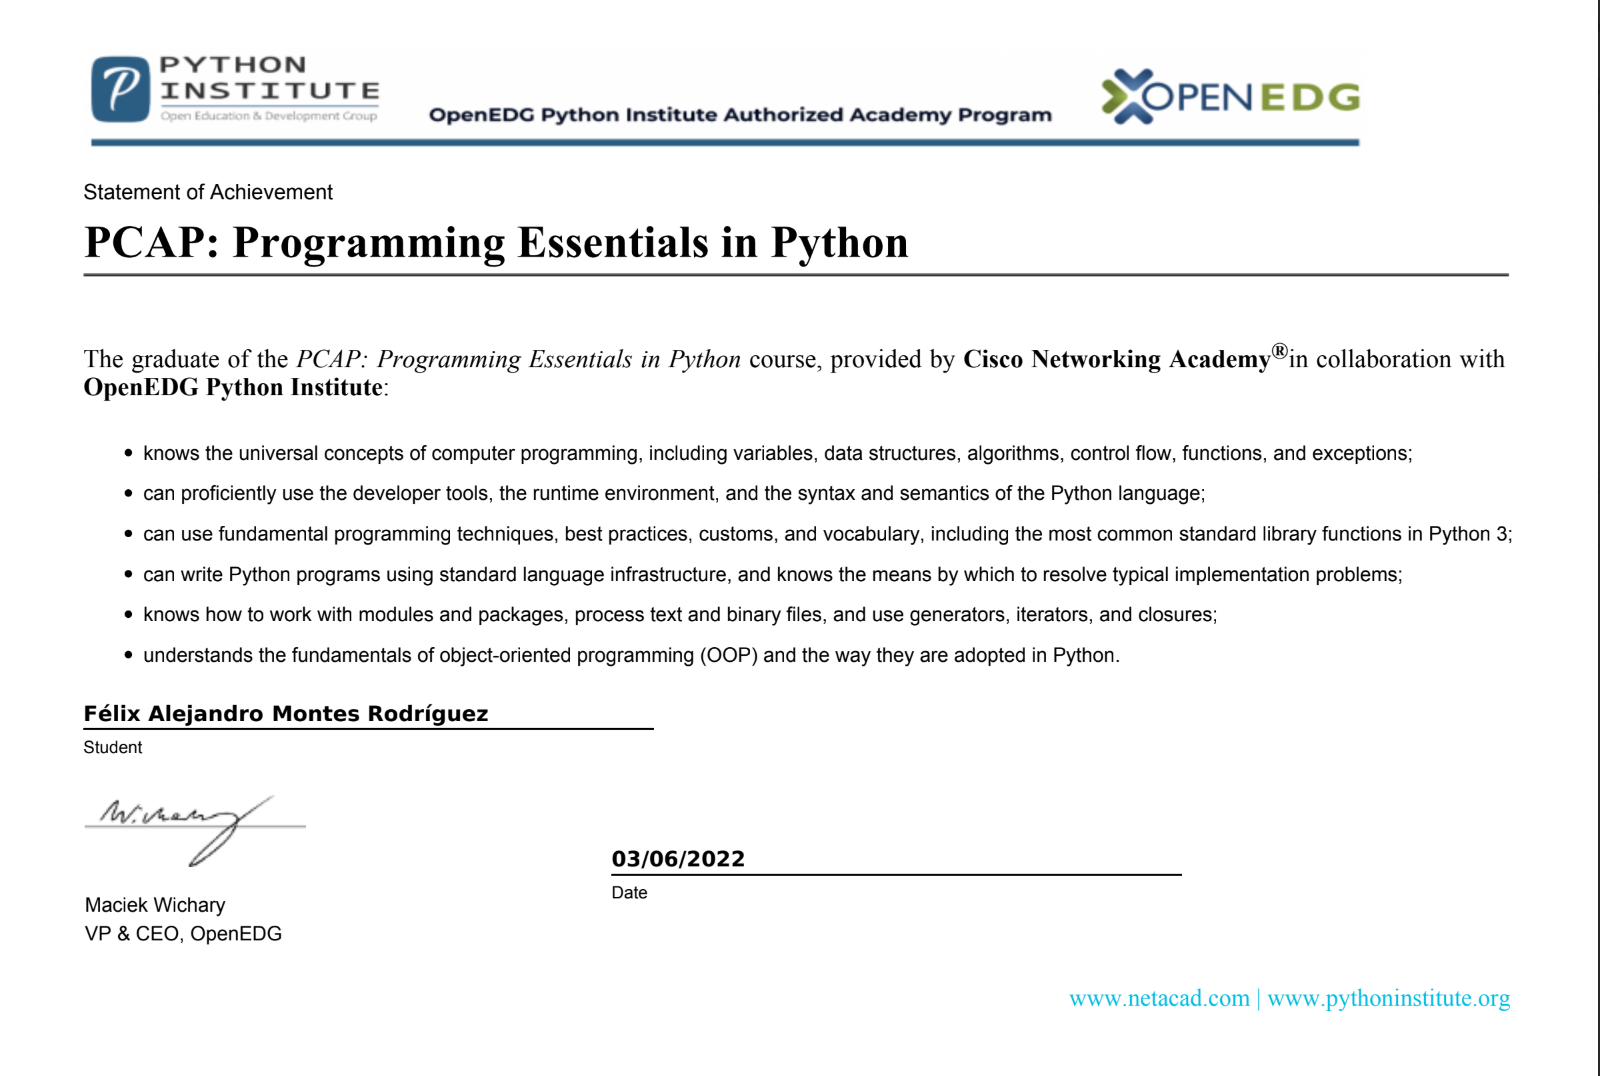 PYTHON
INSTITUTE
Open Education & Development Group
OpenEDG Python Institute Authorized Academy Program
OPENEDG
Statement of Achievement
PCAP: Programming Essentials in Python
The graduate of the PCAP: Programming Essentials in Python course, provided by Cisco Networking Academy®in collaboration with
OpenEDG Python Institute:
• knows the universal concepts of computer programming, including variables, data structures, algorithms, control flow, functions, and exceptions;
• can proficiently use the developer tools, the runtime environment, and the syntax and semantics of the Python language;
• can use fundamental programming techniques, best practices, customs, and vocabulary, including the most common standard library functions in Python 3;
• can write Python programs using standard language infrastructure, and knows the means by which to resolve typical implementation problems;
• knows how to work with modules and packages, process text and binary files, and use generators, iterators, and closures;
• understands the fundamentals of object-oriented programming (OOP) and the way they are adopted in Python.
Félix Alejandro Montes Rodríguez
Student
W.Wichary
03/06/2022
Date
Maciek Wichary
VP & CEO, OpenEDG
www.netacad.com | www.pythoninstitute.org